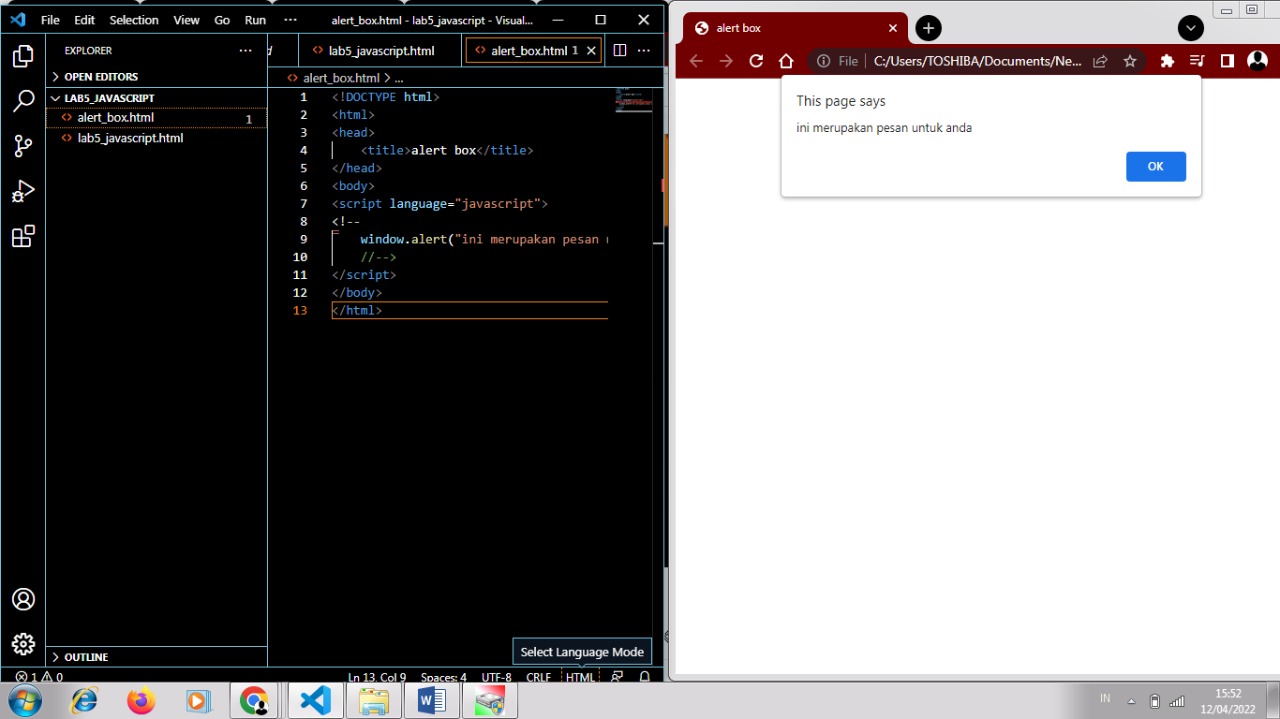 File Edit Selection View Go Run ··· alert_box.html - lab5_javascript - Visual...
EXPLORER ···
OPEN EDITORS
LAB5_JAVASCRIPT
alert_box.html 1
lab5_javascript.html
OUTLINE
lab5_javascript.html alert_box.html 1
alert_box.html > ...
1 <!DOCTYPE html>
2 <html>
3 <head>
4 <title>alert box</title>
5 </head>
6 <body>
7 <script language="javascript">
8 <!--
9 window.alert("ini merupakan pesan
10 //-->
11 </script>
12 </body>
13 </html>
Select Language Mode
1 0 Ln 13, Col 9 Spaces: 4 UTF-8 CRLF HTML
alert box
File C:/Users/TOSHIBA/Documents/Ne...
This page says
ini merupakan pesan untuk anda
OK
IN 15:52
12/04/2022